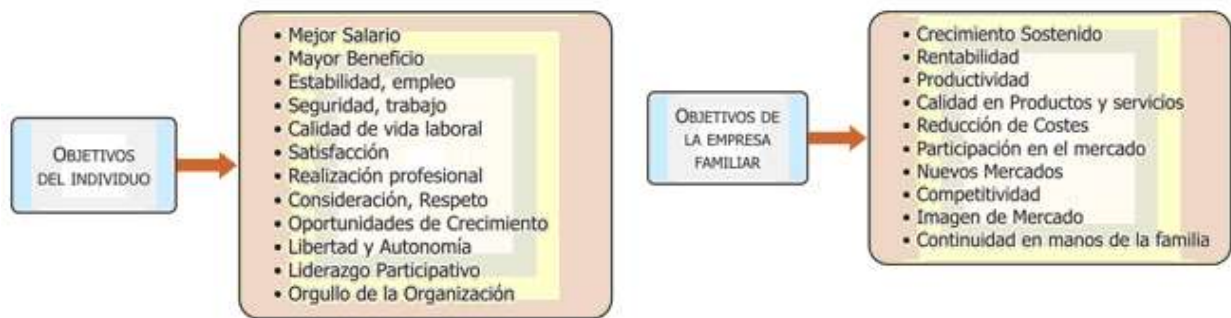 OBJETIVOS
DEL INDIVIDUO
• Mejor Salario
• Mayor Beneficio
• Estabilidad, empleo
• Seguridad, trabajo
• Calidad de vida laboral
• Satisfacción
• Realización profesional
• Consideración, Respeto
• Oportunidades de Crecimiento
• Libertad y Autonomía
• Liderazgo Participativo
• Orgullo de la Organización
OBJETIVOS DE
LA EMPRESA
FAMILIAR
• Crecimiento Sostenido
• Rentabilidad
• Productividad
• Calidad en Productos y servicios
• Reducción de Costes
• Participación en el mercado
• Nuevos Mercados
• Competitividad
• Imagen de Mercado
• Continuidad en manos de la familia